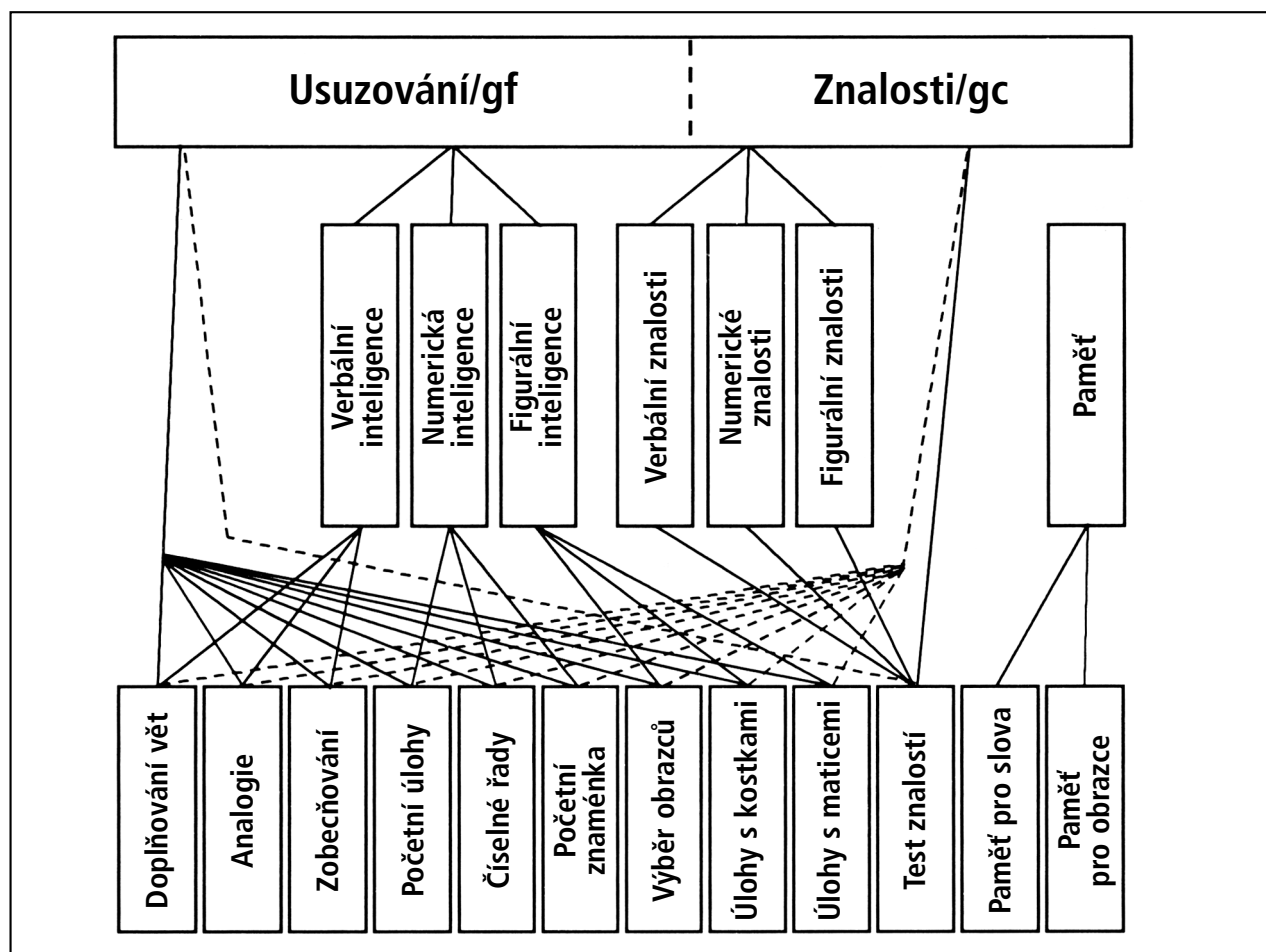 Usuzování/gf
Znalosti/gc
Verbální
inteligence
Numerická
inteligence
Figurální
inteligence
Verbální znalosti
Numerické
znalosti
Figurální znalosti
Paměť
Doplňování vět
Analogie
Zobecňování
Početní úlohy
Číselné řady
Početní
znaménka
Výběr obrazců
Úlohy s kostkami
Úlohy s maticemi
Test znalostí
Paměť pro slova
Paměť
pro obrazce